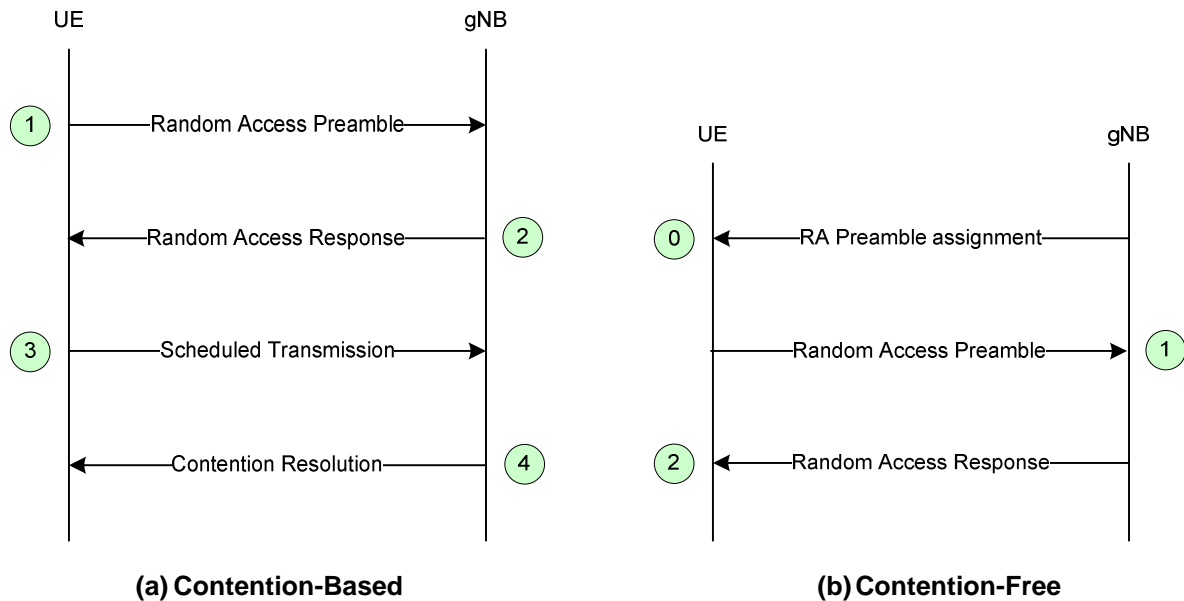 UE gNB
1 Random Access Preamble
Random Access Response 2
3 Scheduled Transmission
Contention Resolution 4
(a) Contention-Based
UE gNB
0 RA Preamble assignment
Random Access Preamble 1
2 Random Access Response
(b) Contention-Free